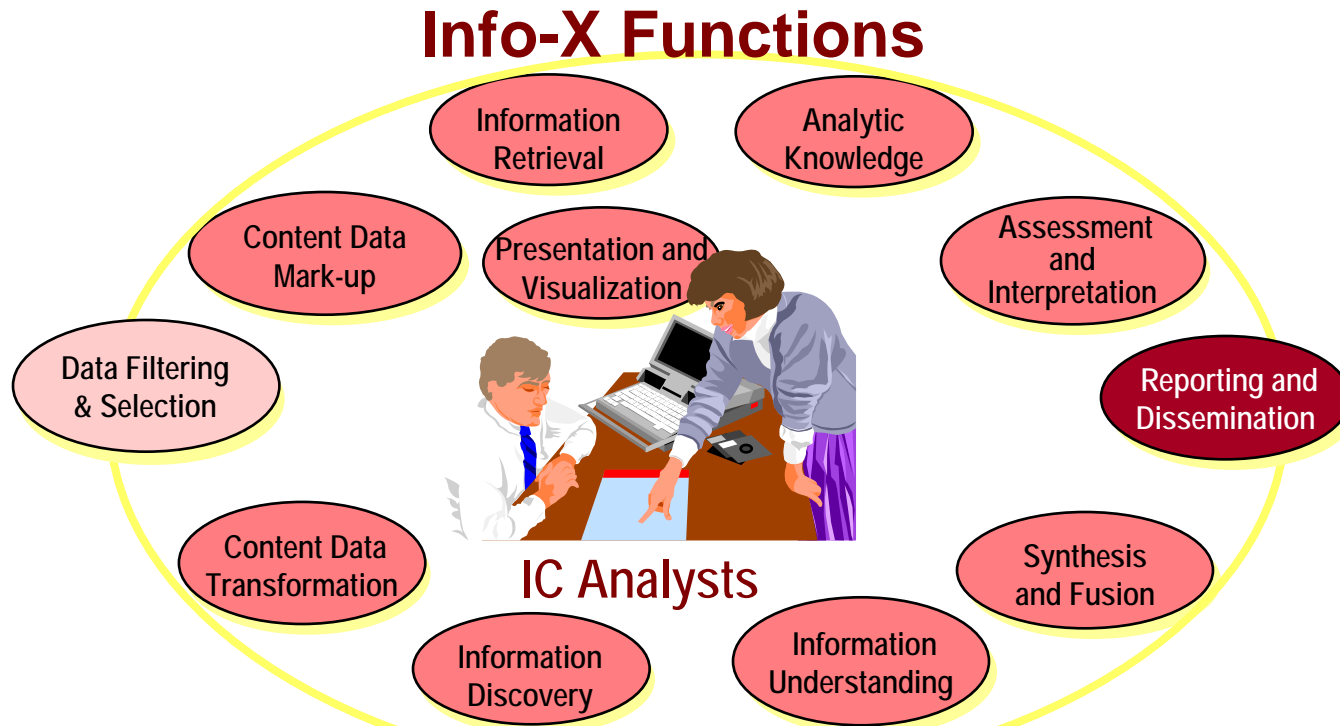 Info-X Functions
Information
Retrieval
Analytic
Knowledge
Content Data
Mark-up
Presentation and
Visualization
Assessment
and
Interpretation
Data Filtering
& Selection
Reporting and
Dissemination
Content Data
Transformation
IC Analysts
Synthesis
and Fusion
Information
Discovery
Information
Understanding